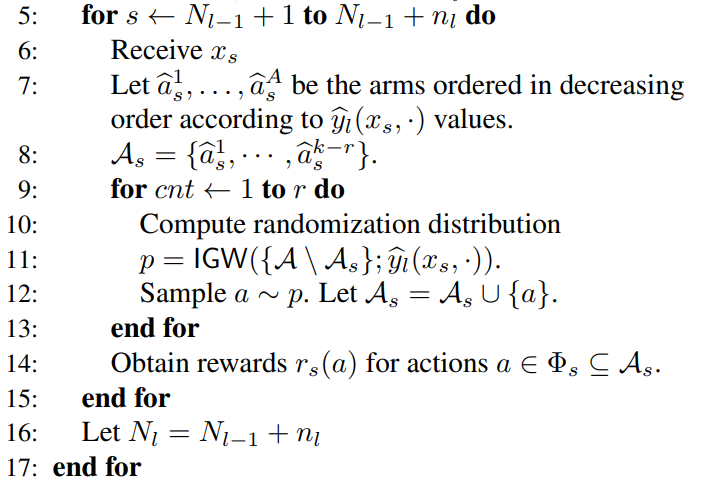 5: for s ← N_{l−1} + 1 to N_{l−1} + n_l do
6: Receive x_s
7: Let â_s^1, . . . , â_s^A be the arms ordered in decreasing
order according to ŷ_l(x_s, ·) values.
8: 𝒜_s = {â_s^1, · · · , â_s^{k−r}}.
9: for cnt ← 1 to r do
10: Compute randomization distribution
11: p = IGW({𝒜 \ 𝒜_s}; ŷ_l(x_s, ·)).
12: Sample a ∼ p. Let 𝒜_s = 𝒜_s ∪ {a}.
13: end for
14: Obtain rewards r_s(a) for actions a ∈ Φ_s ⊆ 𝒜_s.
15: end for
16: Let N_l = N_{l−1} + n_l
17: end for